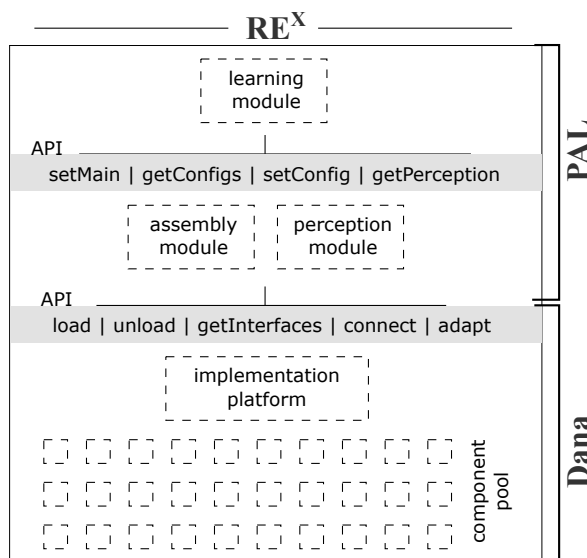 RE^X
learning
module
API
setMain | getConfigs | setConfig | getPerception
assembly
module
perception
module
PAL
API
load | unload | getInterfaces | connect | adapt
implementation
platform
component
pool
Dana